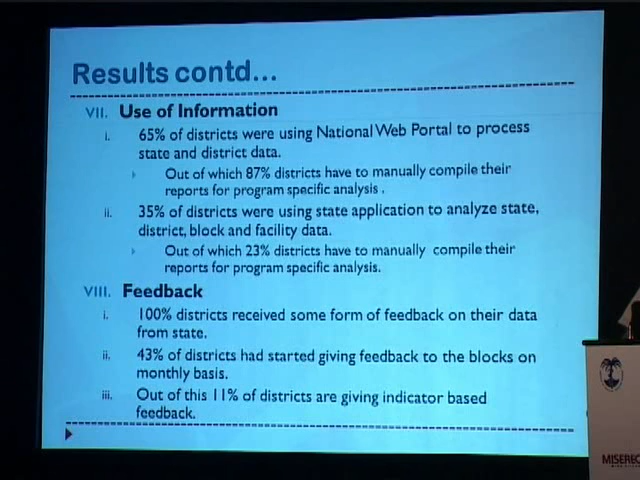 Results contd...
VII. Use of Information
i. 65% of districts were using National Web Portal to process
state and district data.
Out of which 87% districts have to manually compile their
reports for program specific analysis .
ii. 35% of districts were using state application to analyze state,
district, block and facility data.
Out of which 23% districts have to manually compile their
reports for program specific analysis.
VIII. Feedback
i. 100% districts received some form of feedback on their data
from state.
ii. 43% of districts had started giving feedback to the blocks on
monthly basis.
iii. Out of this 11% of districts are giving indicator based
feedback.